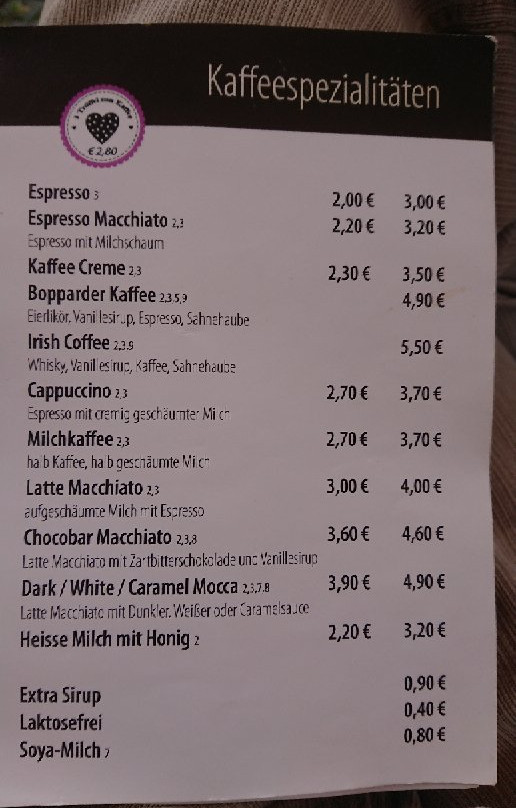 Kaffeespezialitäten
€ 2,80
Espresso 3 2,00 € 3,00 €
Espresso Macchiato 2,3 2,20 € 3,20 €
Espresso mit Milchschaum
Kaffee Creme 2,3 2,30 € 3,50 €
Bopparder Kaffee 2,3,5,9 4,90 €
Eierlikör, Vanillesirup, Espresso, Sahnehaube
Irish Coffee 2,3,9 5,50 €
Whisky, Vanillesirup, Kaffee, Sahnehaube
Cappuccino 2,3 2,70 € 3,70 €
Espresso mit cremig geschäumter Milch
Milchkaffee 2,3 2,70 € 3,70 €
halb Kaffee, halb geschäumte Milch
Latte Macchiato 2,3 3,00 € 4,00 €
aufgeschäumte Milch mit Espresso
Chocobar Macchiato 2,3,8 3,60 € 4,60 €
Latte Macchiato mit Zartbitterschokolade und Vanillesirup
Dark / White / Caramel Mocca 2,3,7,8 3,90 € 4,90 €
Latte Macchiato mit Dunkler, Weißer oder Caramelsauce
Heisse Milch mit Honig 2 2,20 € 3,20 €
Extra Sirup 0,90 €
Laktosefrei 0,40 €
Soya-Milch 0,80 €